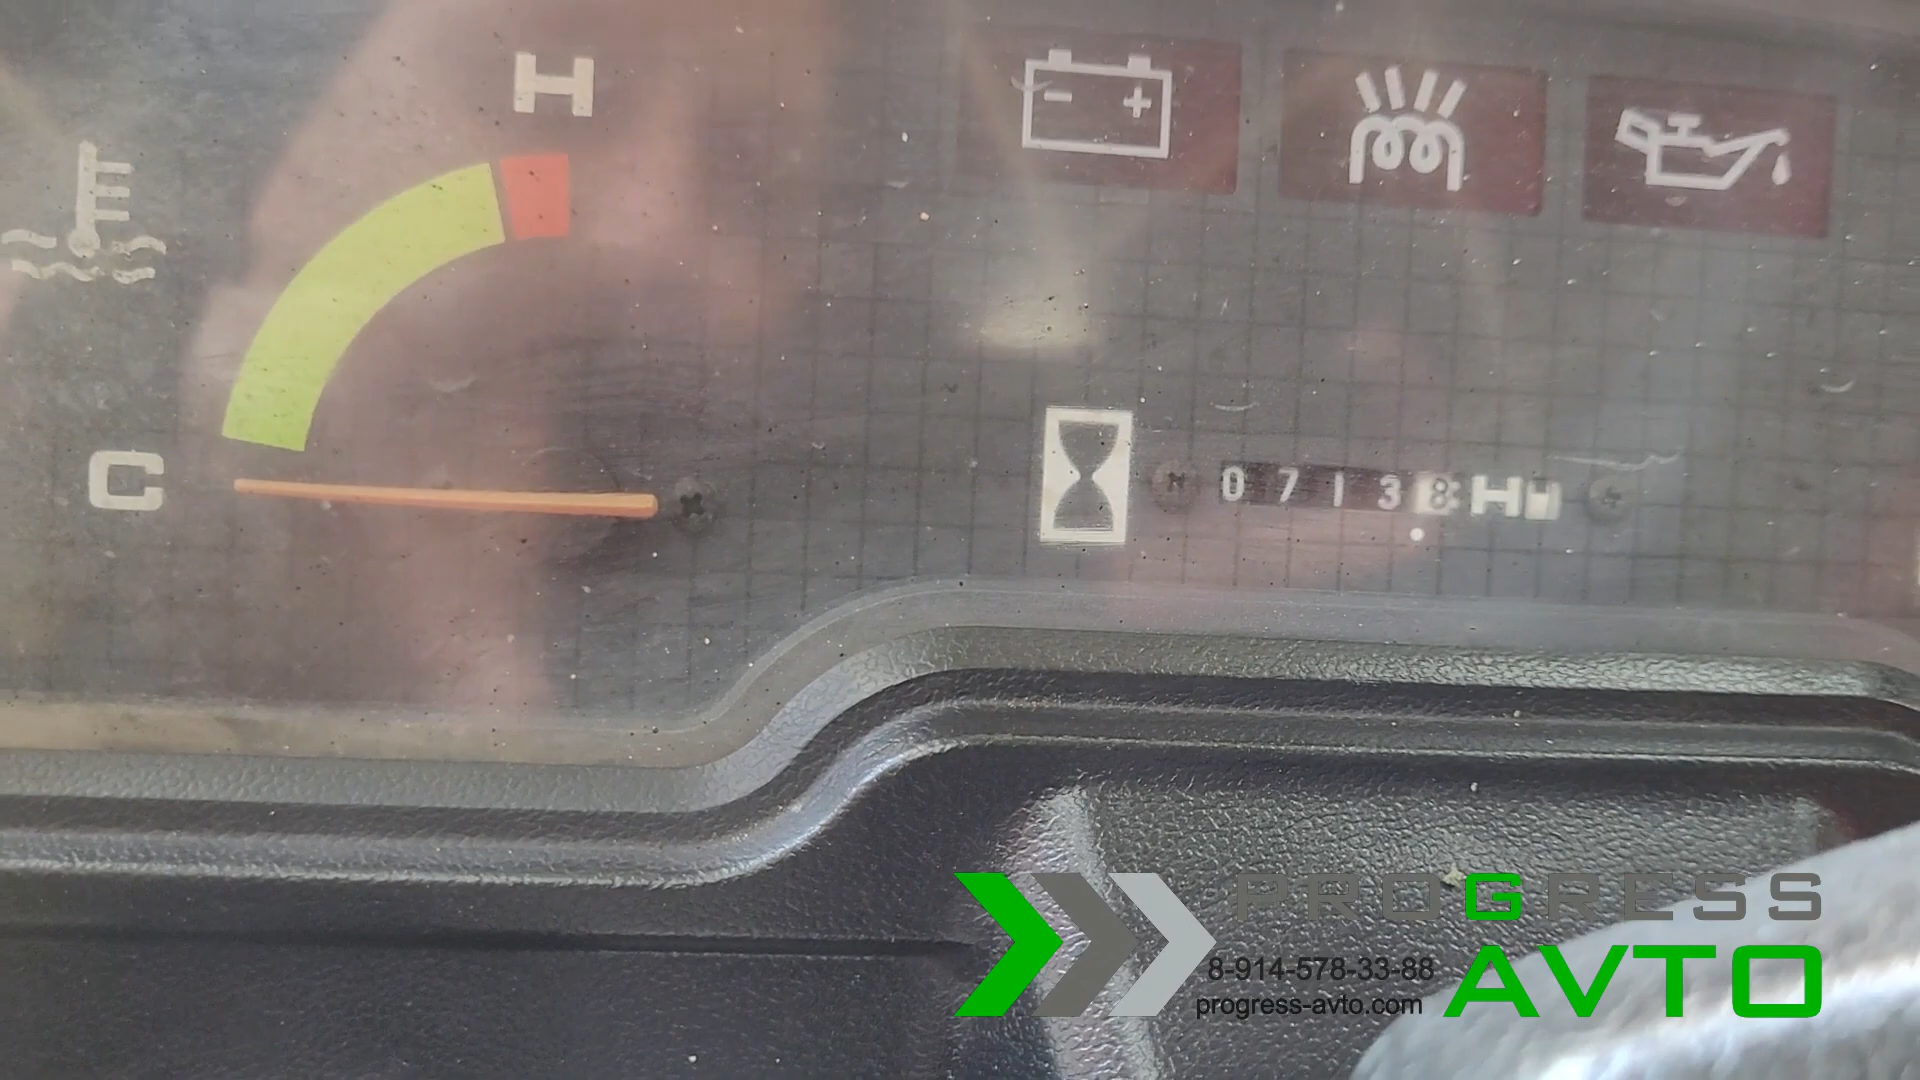 H
C
- +
07138 H
PROGRESS
AVTO
8-914-578-33-88
progress-avto.com